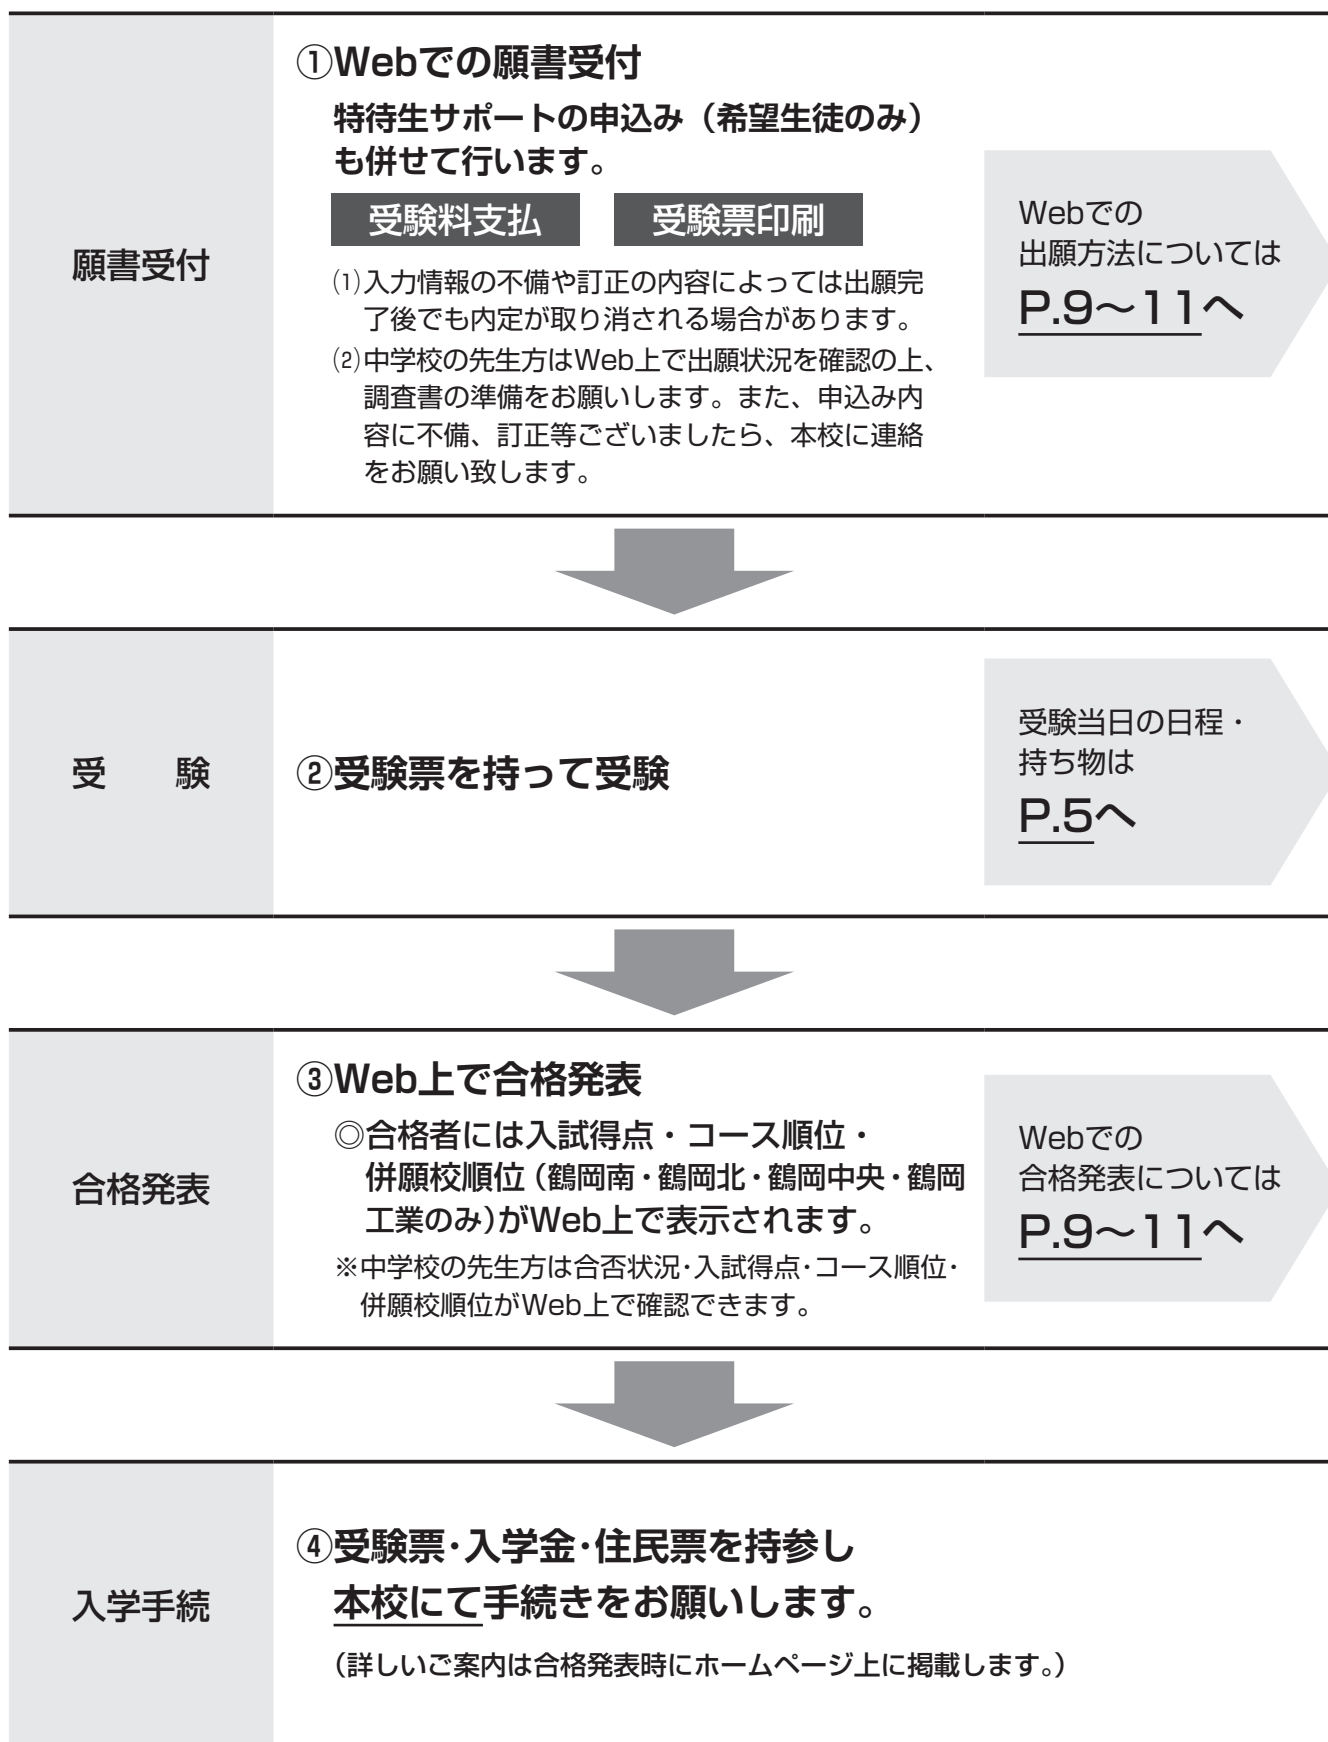 願書受付
①Webでの願書受付
特待生サポートの申込み（希望生徒のみ）
も併せて行います。
受験料支払
受験票印刷
⑴入力情報の不備や訂正の内容によっては出願完
了後でも内定が取り消される場合があります。
⑵中学校の先生方はWeb上で出願状況を確認の上、
調査書の準備をお願いします。また、申込み内
容に不備、訂正等ございましたら、本校に連絡
をお願い致します。
Webでの
出願方法については
P.9～11へ
受　験
②受験票を持って受験
受験当日の日程・
持ち物は
P.5へ
合格発表
③Web上で合格発表
◎合格者には入試得点・コース順位・
併願校順位（鶴岡南・鶴岡北・鶴岡中央・鶴岡
工業のみ）がWeb上で表示されます。
※中学校の先生方は合否状況・入試得点・コース順位・
併願校順位がWeb上で確認できます。
Webでの
合格発表については
P.9～11へ
入学手続
④受験票・入学金・住民票を持参し
本校にて手続きをお願いします。
（詳しいご案内は合格発表時にホームページ上に掲載します。）